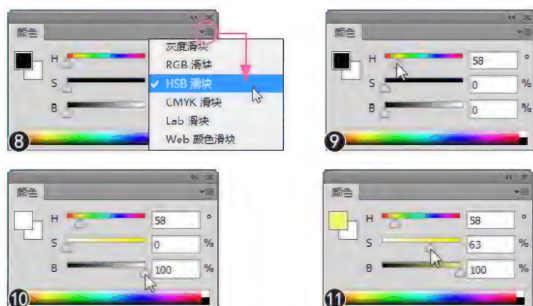 颜色
H
S
B
灰度滑块
RGB 滑块
✓ HSB 滑块
CMYK 滑块
Lab 滑块
Web 颜色滑块
8
颜色
H 58 °
S 0 %
B 0 %
9
颜色
H 58 °
S 0 %
B 100 %
10
颜色
H 58 °
S 63 %
B 100 %
11